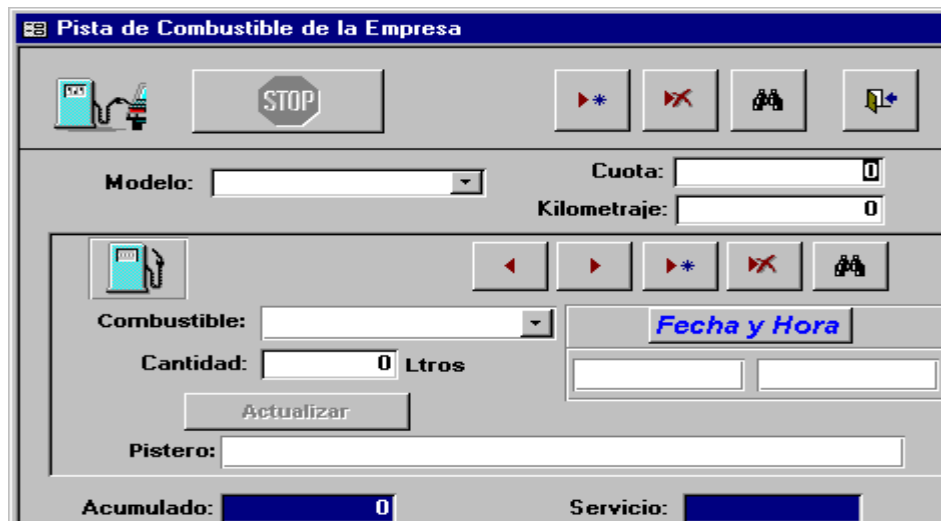 Pista de Combustible de la Empresa
STOP
Modelo:
Cuota: 0
Kilometraje: 0
Combustible:
Fecha y Hora
Cantidad: 0 Ltros
Actualizar
Pistero:
Acumulado: 0 Servicio: